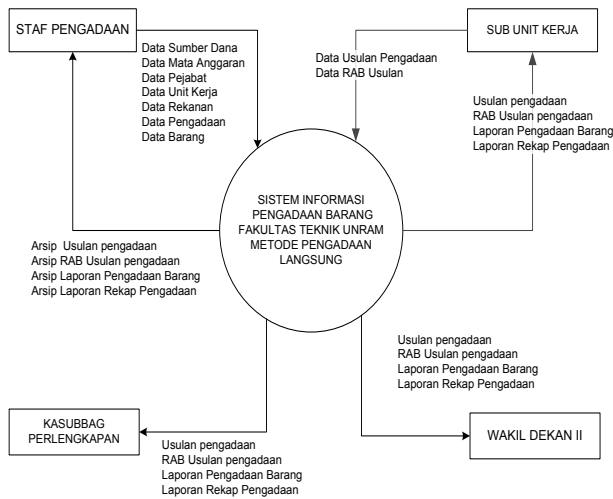 STAF PENGADAAN
SUB UNIT KERJA
Data Sumber Dana
Data Mata Anggaran
Data Pejabat
Data Unit Kerja
Data Rekanan
Data Pengadaan
Data Barang
Data Usulan Pengadaan
Data RAB Usulan
Usulan pengadaan
RAB Usulan pengadaan
Laporan Pengadaan Barang
Laporan Rekap Pengadaan
SISTEM INFORMASI
PENGADAAN BARANG
FAKULTAS TEKNIK UNRAM
METODE PENGADAAN
LANGSUNG
Arsip Usulan pengadaan
Arsip RAB Usulan pengadaan
Arsip Laporan Pengadaan Barang
Arsip Laporan Rekap Pengadaan
Usulan pengadaan
RAB Usulan pengadaan
Laporan Pengadaan Barang
Laporan Rekap Pengadaan
KASUBBAG
PERLENGKAPAN
Usulan pengadaan
RAB Usulan pengadaan
Laporan Pengadaan Barang
Laporan Rekap Pengadaan
WAKIL DEKAN II